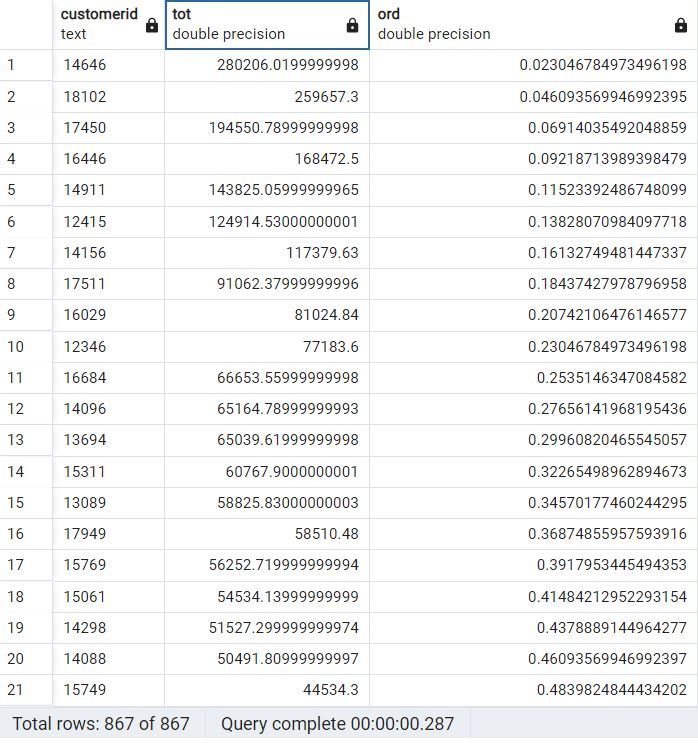 customerid tot ord
text double precision double precision
1 14646 280206.0199999998 0.023046784973496198
2 18102 259657.3 0.046093569946992395
3 17450 194550.78999999998 0.06914035492048859
4 16446 168472.5 0.09218713989398479
5 14911 143825.05999999965 0.11523392486748099
6 12415 124914.53000000001 0.13828070984097718
7 14156 117379.63 0.16132749481447337
8 17511 91062.37999999996 0.18437427978796958
9 16029 81024.84 0.20742106476146577
10 12346 77183.6 0.23046784973496198
11 16684 66653.55999999998 0.2535146347084582
12 14096 65164.78999999993 0.27656141968195436
13 13694 65039.61999999998 0.29960820465545057
14 15311 60767.9000000001 0.32265498962894673
15 13089 58825.83000000003 0.34570177460244295
16 17949 58510.48 0.36874855957593916
17 15769 56252.719999999994 0.3917953445494353
18 15061 54534.13999999999 0.41484212952293154
19 14298 51527.299999999974 0.4378889144964277
20 14088 50491.80999999997 0.46093569946992397
21 15749 44534.3 0.4839824844434202
Total rows: 867 of 867 Query complete 00:00:00.287